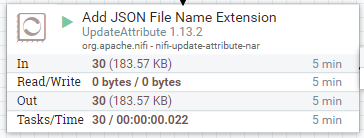 Add JSON File Name Extension
UpdateAttribute 1.13.2
org.apache.nifi - nifi-update-attribute-nar
In 30 (183.57 KB) 5 min
Read/Write 0 bytes / 0 bytes 5 min
Out 30 (183.57 KB) 5 min
Tasks/Time 30 / 00:00:00.022 5 min